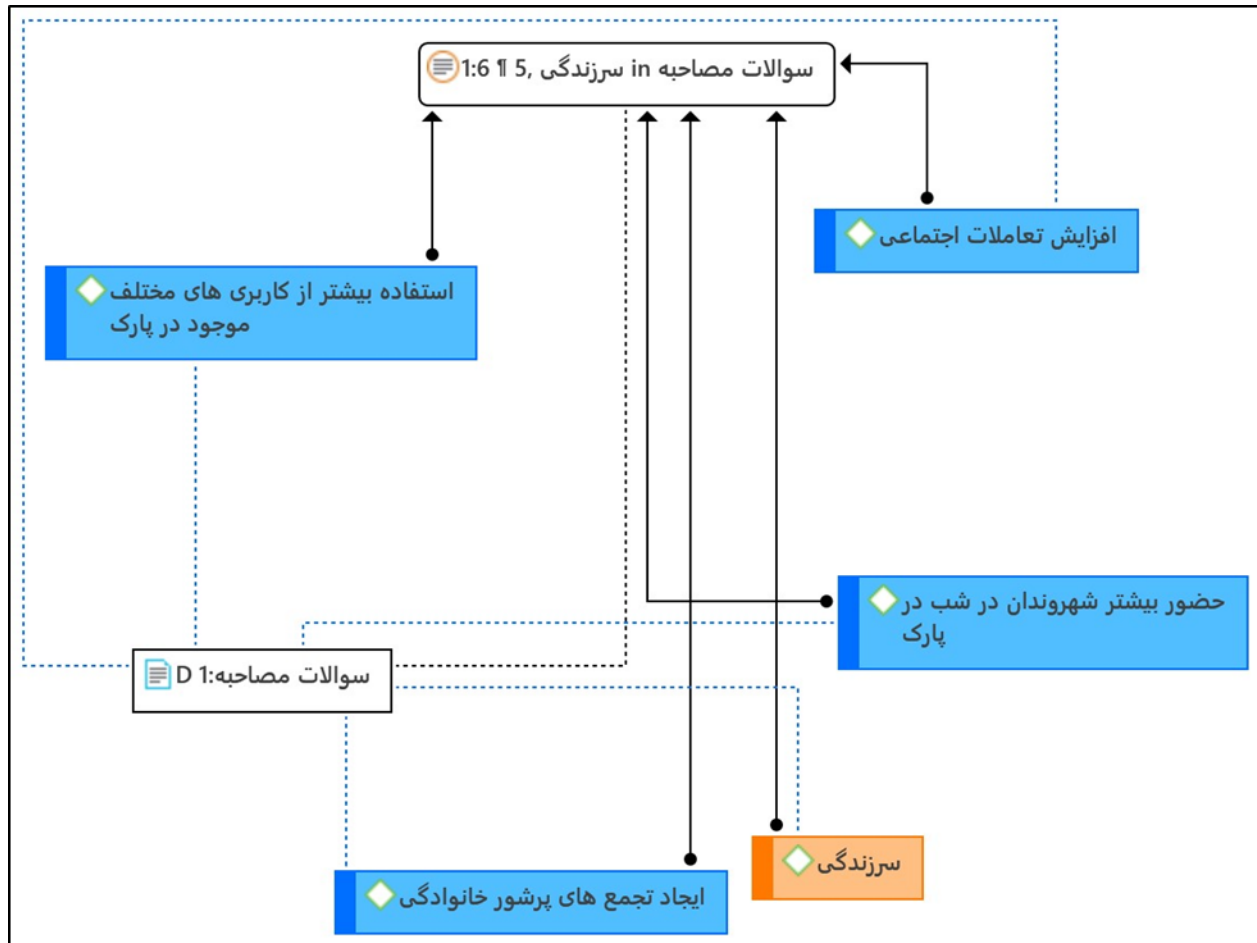 1:6 ¶ 5, سرزندگی in سوالات مصاحبه
افزایش تعاملات اجتماعی
استفاده بیشتر از کاربری های مختلف
موجود در پارک
حضور بیشتر شهروندان در شب در
پارک
D 1:سوالات مصاحبه
سرزندگی
ایجاد تجمع های پرشور خانوادگی